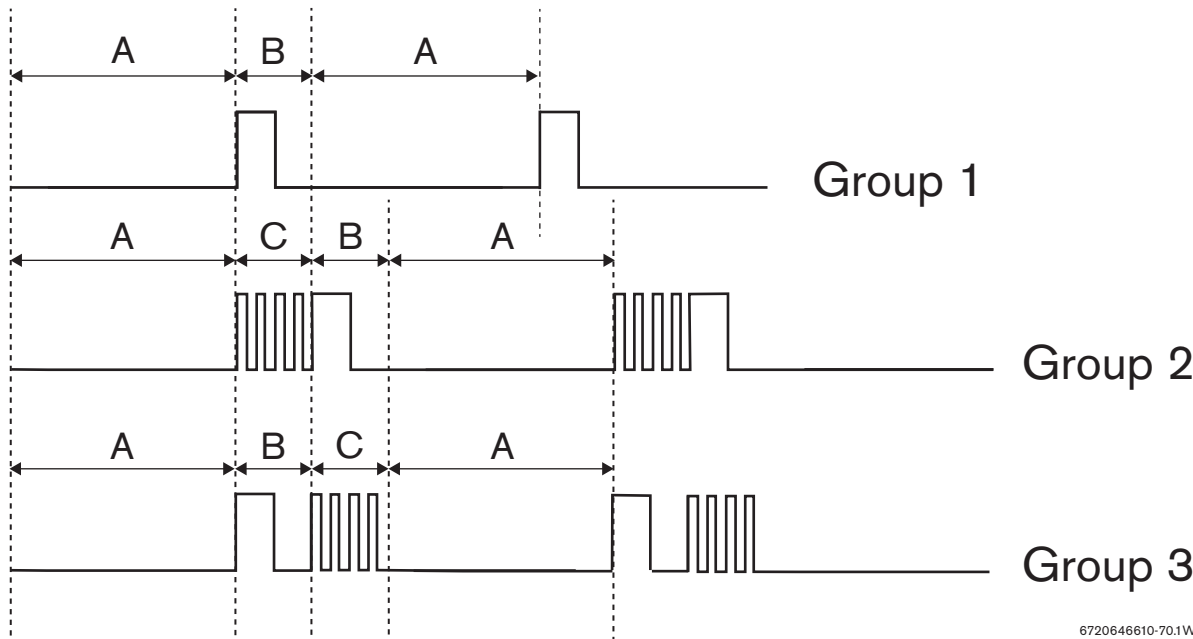 A B A
Group 1
A C B A
Group 2
A B C A
Group 3
6720646610-70.1W